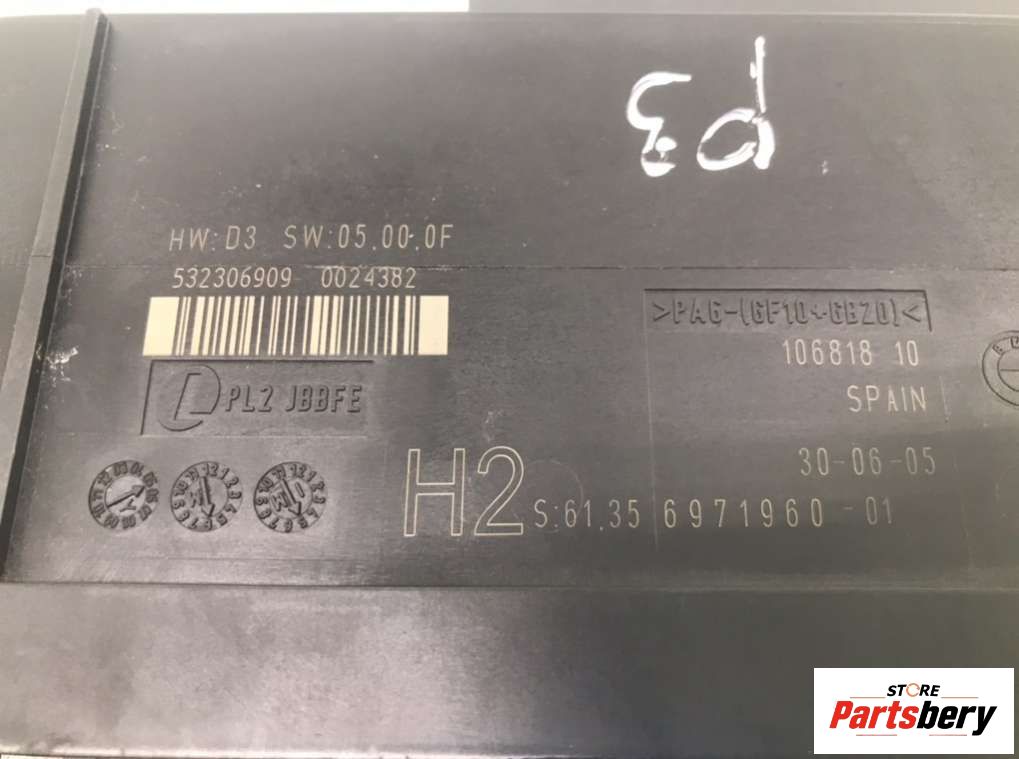 p3
HW: D3 SW: 05.00.0F
532306909 0024382
>PA6-(GF10+GB20)<
106818 10
PL2 JBBFE
SPAIN
30-06-05
H2 S:61.35 6971960-01
STORE
Partsbery